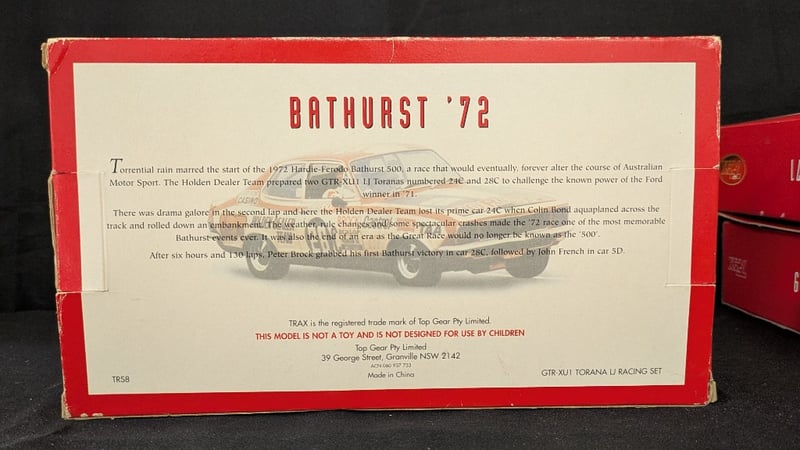 BATHURST '72
Torrential rain marred the start of the 1972 Hardie-Ferodo Bathurst 500, a race that would eventually, forever alter the course of Australian
Motor Sport. The Holden Dealer Team prepared two GTR-XU1 LJ Toranas numbered 24C and 28C to challenge the known power of the Ford
winner in '71.
There was drama galore in the second lap and here the Holden Dealer Team lost its prime car 24C when Colin Bond aquaplaned across the
track and rolled down an embankment. The weather, rule changes and some spectacular crashes made the '72 race one of the most memorable
Bathurst events ever. It was also the end of an era as the Great Race would no longer be known as the '500'.
After six hours and 130 laps, Peter Brock grabbed his first Bathurst victory in car 28C, followed by John French in car 5D.
TRAX is the registered trade mark of Top Gear Pty Limited.
THIS MODEL IS NOT A TOY AND IS NOT DESIGNED FOR USE BY CHILDREN
Top Gear Pty Limited
39 George Street, Granville NSW 2142
Made in China
TR58
GTR-XU1 TORANA LJ RACING SET